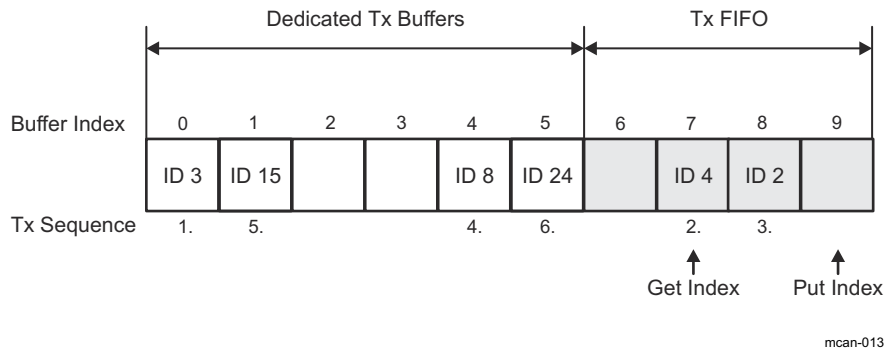 Dedicated Tx Buffers Tx FIFO
Buffer Index 0 1 2 3 4 5 6 7 8 9
ID 3 ID 15 ID 8 ID 24 ID 4 ID 2
Tx Sequence 1. 5. 4. 6. 2. 3.
Get Index Put Index
mcan-013